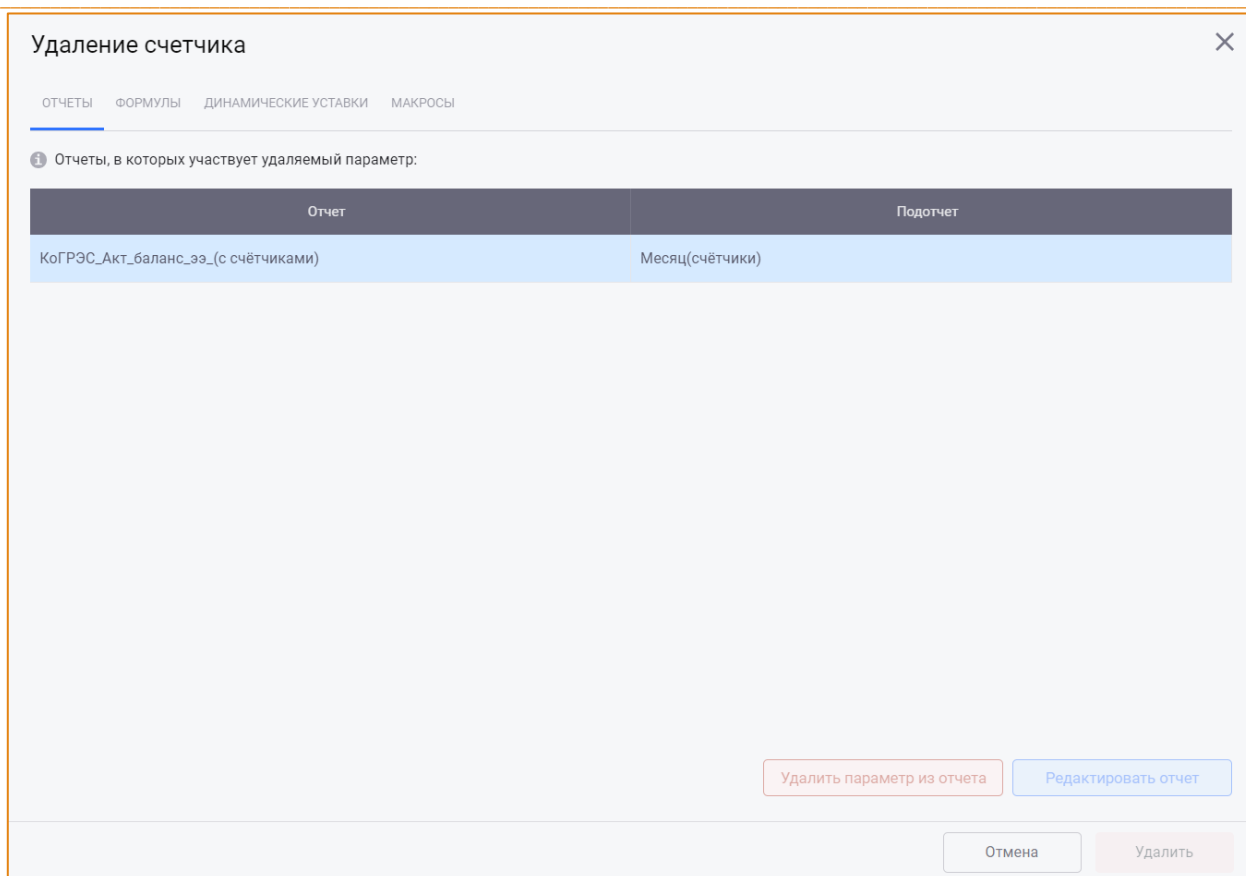 Удаление счетчика
ОТЧЕТЫ ФОРМУЛЫ ДИНАМИЧЕСКИЕ УСТАВКИ МАКРОСЫ
Отчеты, в которых участвует удаляемый параметр:
Отчет Подотчет
КоГРЭС_Акт_баланс_ээ_(с счётчиками) Месяц(счётчики)
Удалить параметр из отчета Редактировать отчет
Отмена Удалить